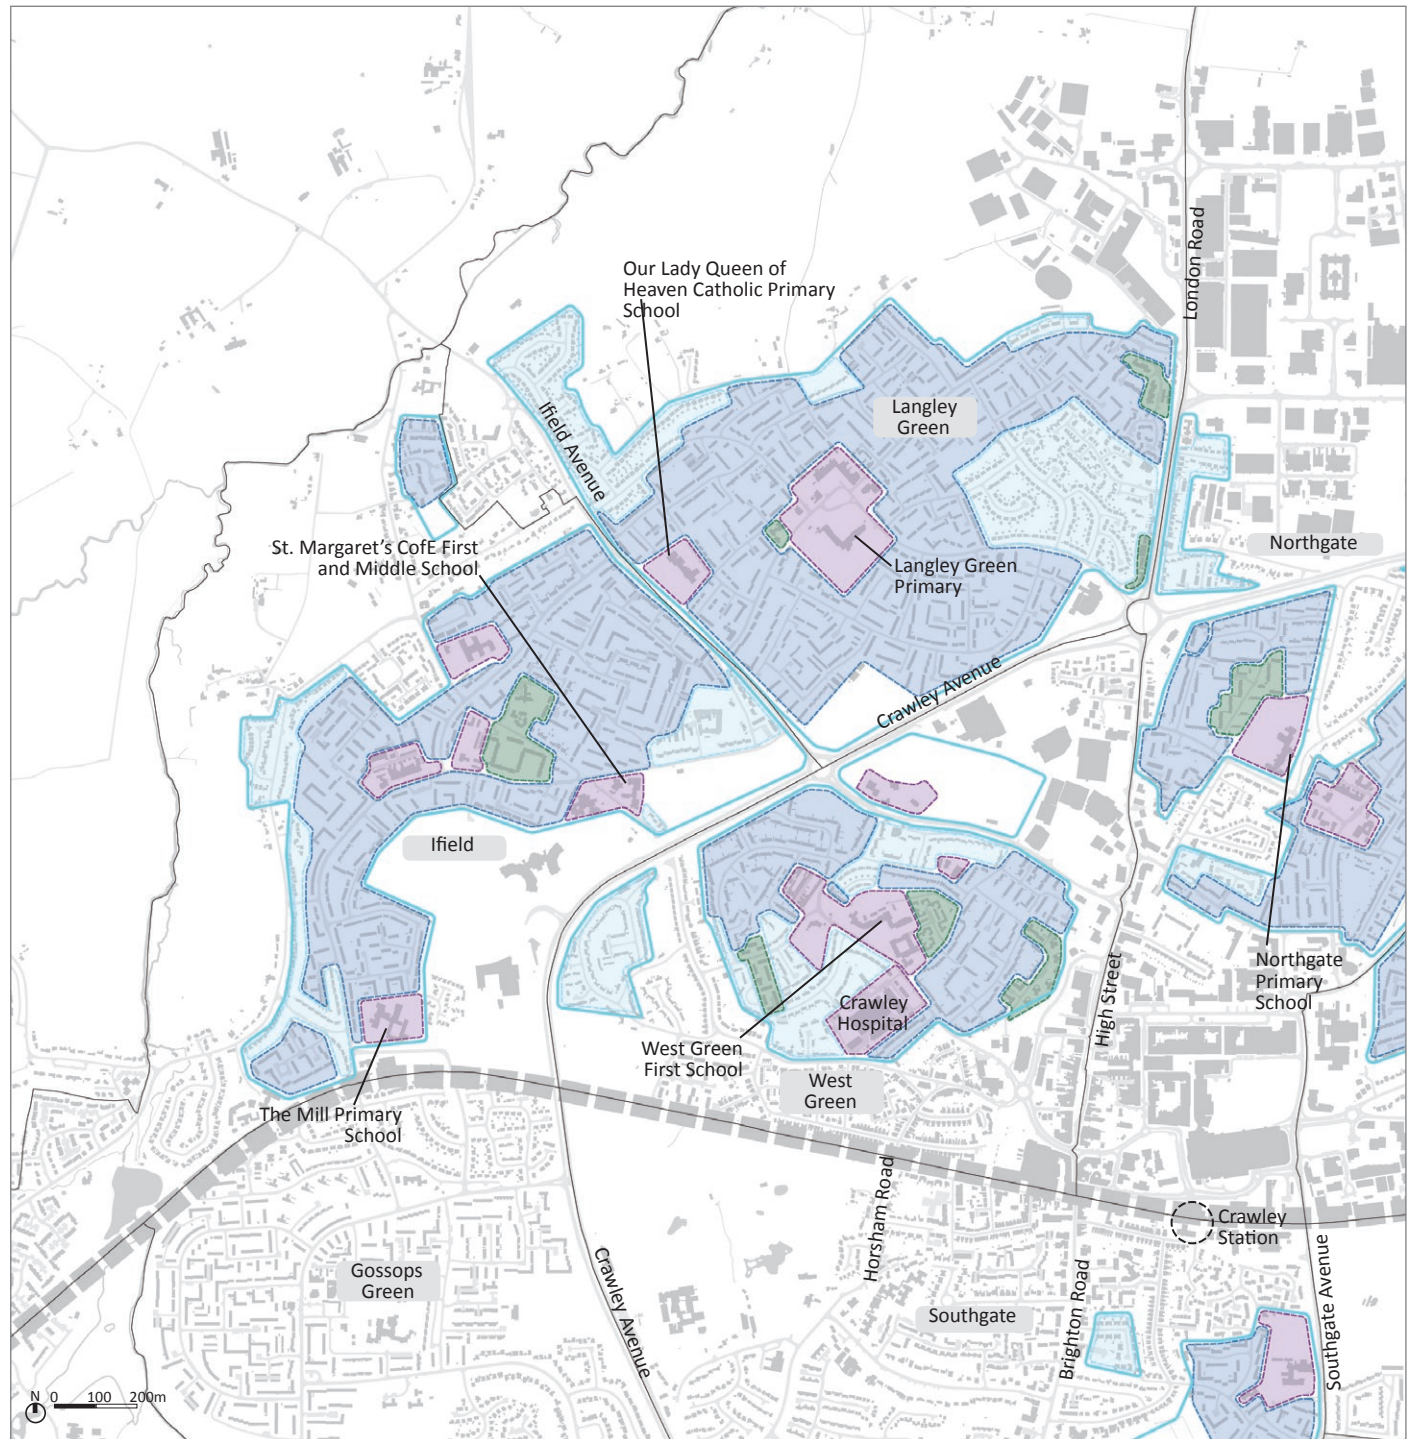 Our Lady Queen of
Heaven Catholic Primary
School
London Road
Langley
Green
Ifield Avenue
St. Margaret's CofE First
and Middle School
Northgate
Langley Green
Primary
Crawley Avenue
Ifield
Northgate
Primary
School
Crawley
Hospital
High Street
West Green
First School
West
Green
The Mill Primary
School
Horsham Road
Crawley
Station
Gossops
Green
Crawley Avenue
Southgate
Brighton Road
Southgate Avenue
N 0 100 200m